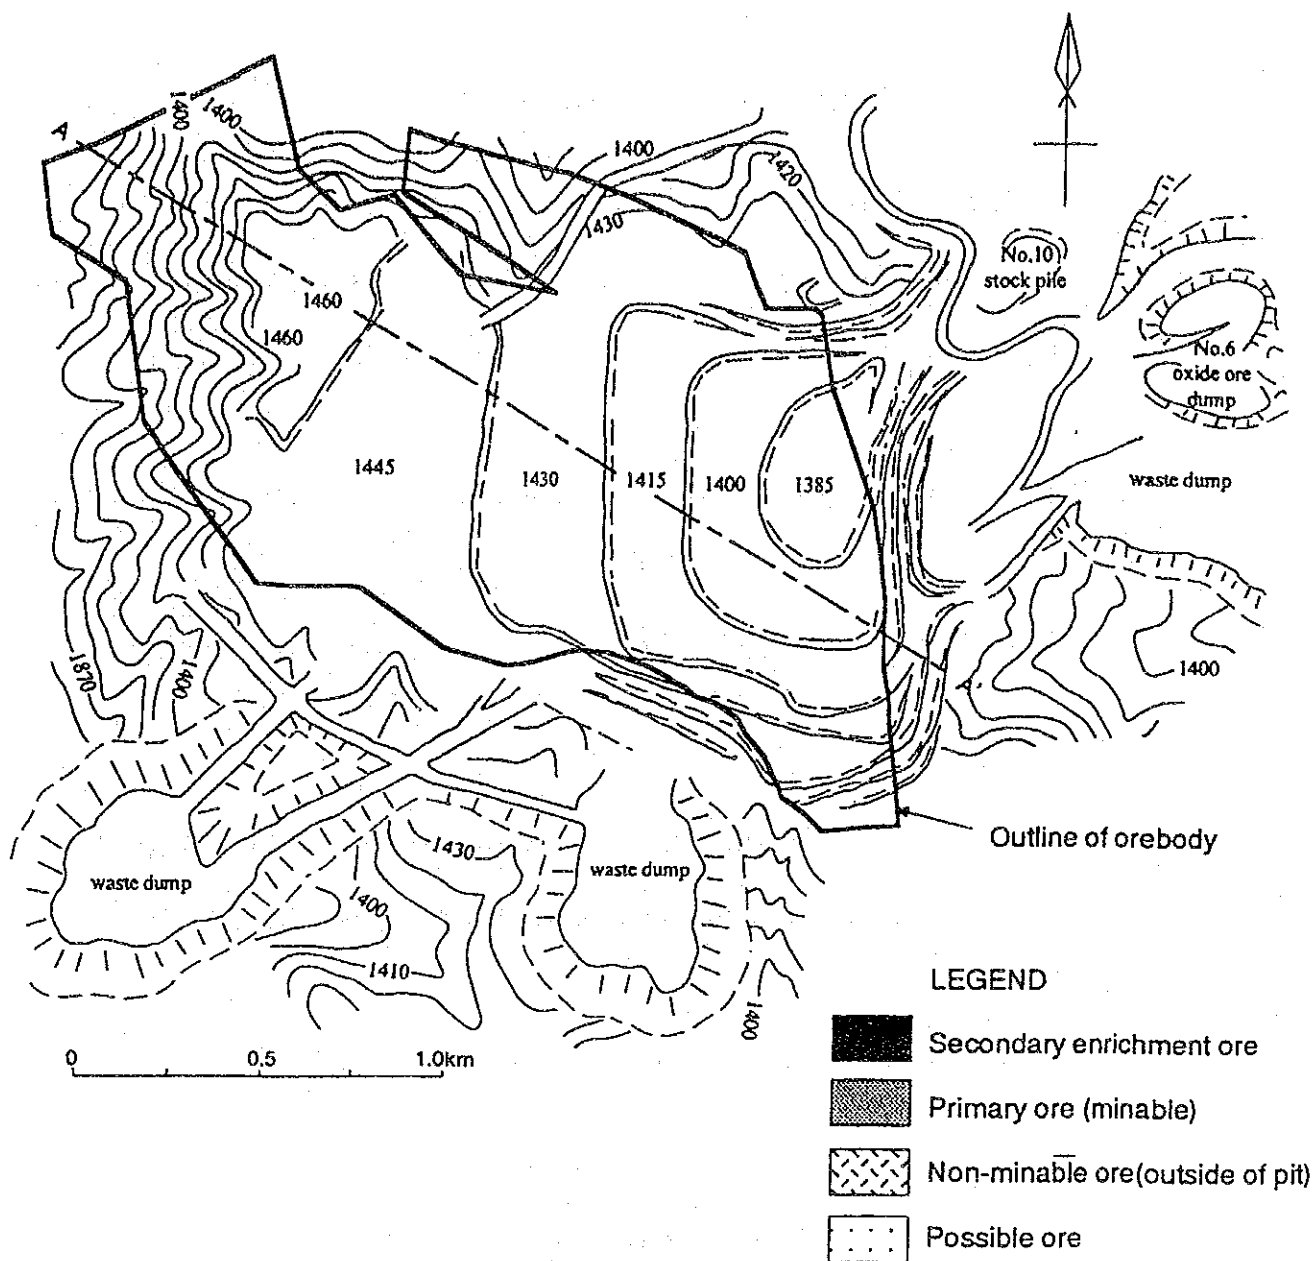 A
1400
1400
1400
1420
1430
No.10
stock pile
1460
1460
No.6
oxide ore
dump
1445
1430
1415
1400
1385
waste dump
1870
1400
1400
A'
Outline of orebody
waste dump
1430
waste dump
1400
1410
1400
0 0.5 1.0km
LEGEND
Secondary enrichment ore
Primary ore (minable)
Non-minable ore(outside of pit)
Possible ore